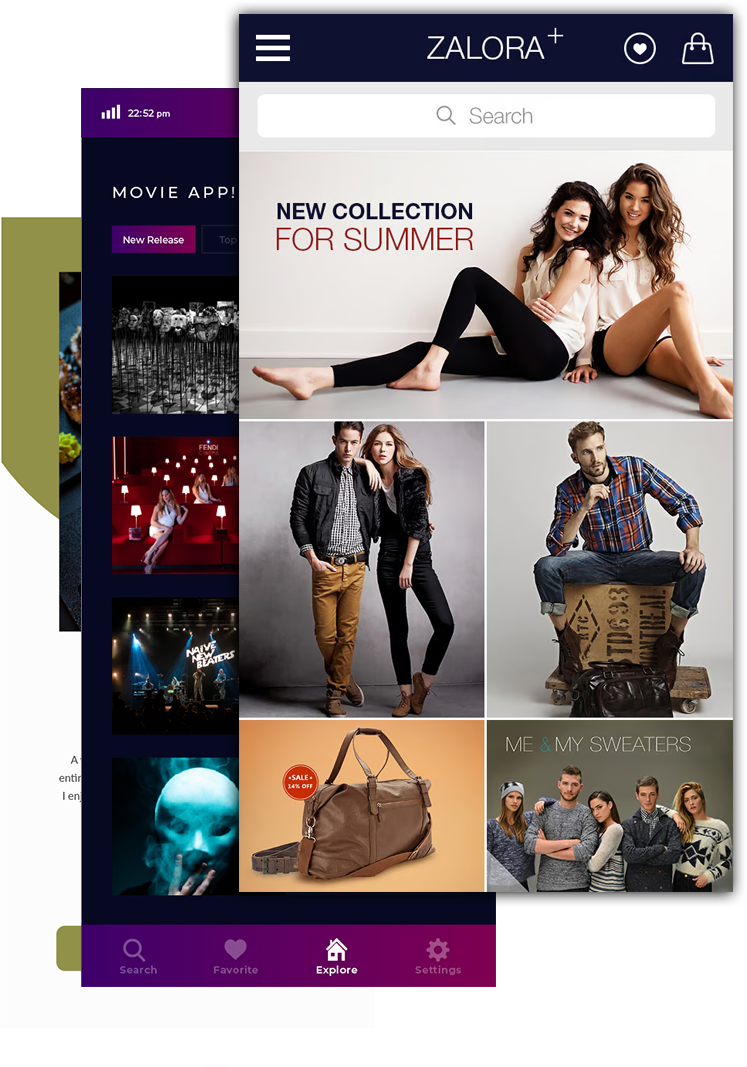 ZALORA+
Search
NEW COLLECTION
FOR SUMMER
•SALE•
14% OFF
ME & MY SWEATERS
22:52 pm
MOVIE APP!
New Release
Top
FENDI
NAIVE
NEW
BEATERS
Search
Favorite
Explore
Settings
A
entir
I enj